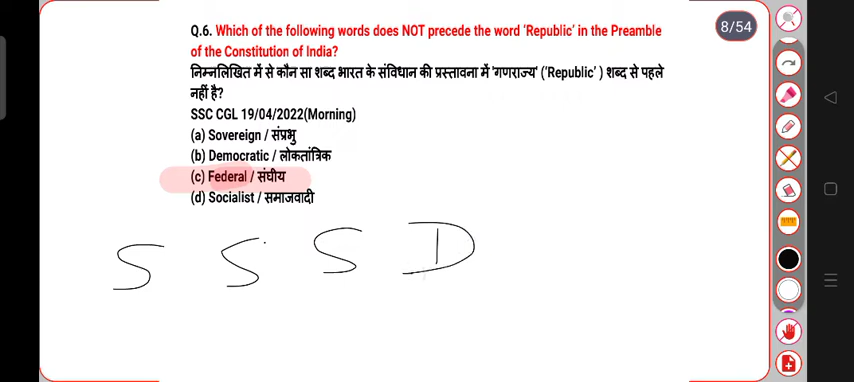 Q.6. Which of the following words does NOT precede the word 'Republic' in the Preamble
of the Constitution of India?
निम्नलिखित में से कौन सा शब्द भारत के संविधान की प्रस्तावना में 'गणराज्य' ('Republic' ) शब्द से पहले
नहीं है?
SSC CGL 19/04/2022(Morning)
(a) Sovereign / संप्रभु
(b) Democratic / लोकतांत्रिक
(c) Federal / संघीय
(d) Socialist / समाजवादी
S S S D
8/54